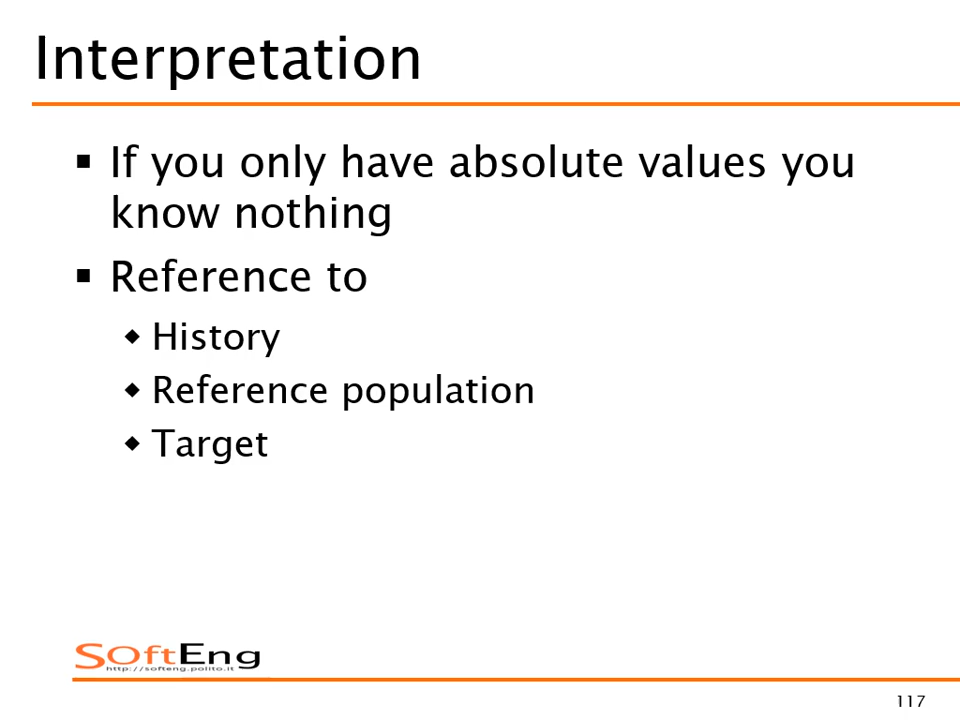 Interpretation
If you only have absolute values you
know nothing
Reference to
History
Reference population
Target
SOftEng
http://softeng.polito.it
117